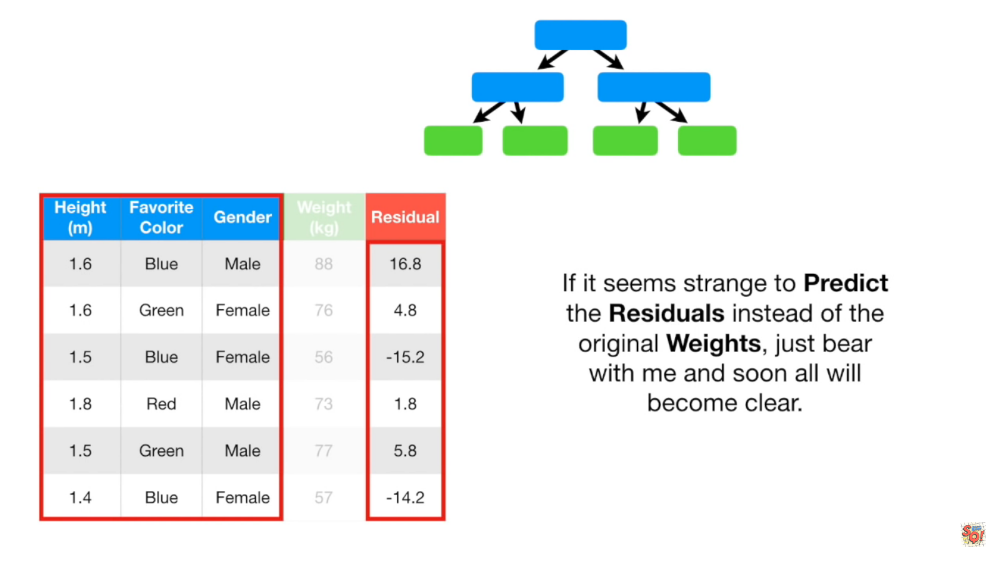 Height (m) Favorite Color Gender Weight (kg) Residual
1.6 Blue Male 88 16.8
1.6 Green Female 76 4.8
1.5 Blue Female 56 -15.2
1.8 Red Male 73 1.8
1.5 Green Male 77 5.8
1.4 Blue Female 57 -14.2
If it seems strange to Predict
the Residuals instead of the
original Weights, just bear
with me and soon all will
become clear.
SQ!